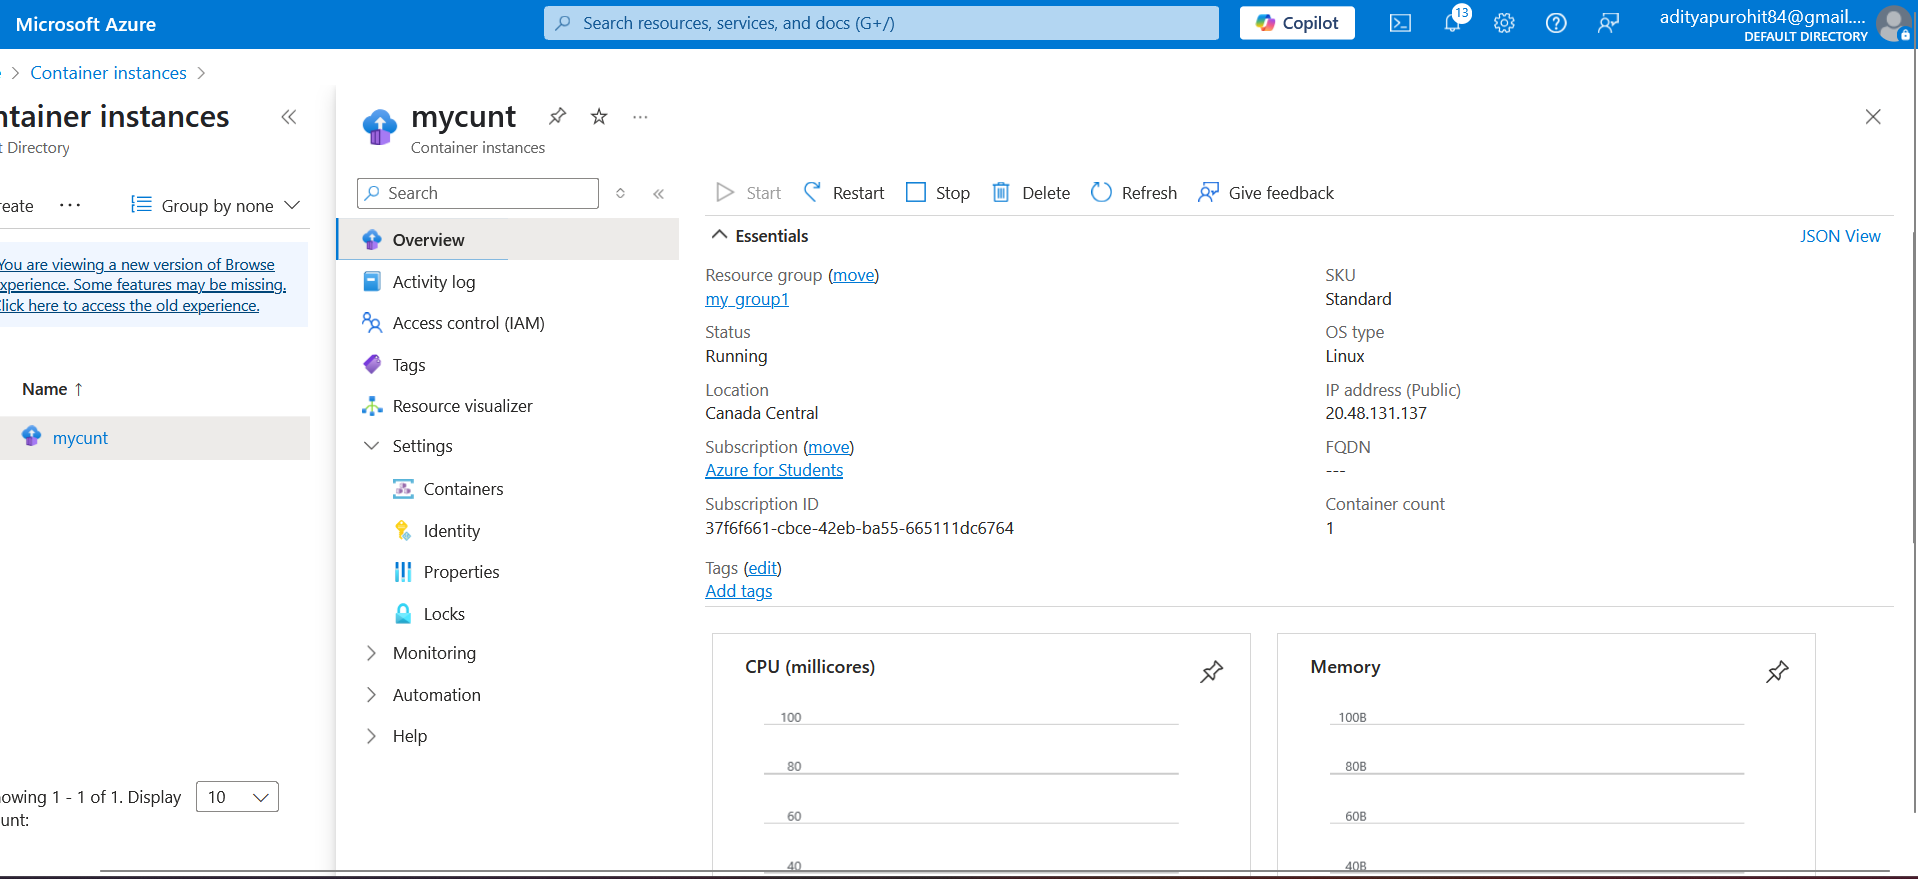 Microsoft Azure
Search resources, services, and docs (G+/)
Copilot
13
adityapurohit84@gmail....
DEFAULT DIRECTORY
Container instances
ntainer instances
t Directory
reate
Group by none
You are viewing a new version of Browse
xperience. Some features may be missing.
lick here to access the old experience.
Name ↑
mycunt
owing 1 - 1 of 1. Display
10
unt:
mycunt
Container instances
Search
Overview
Activity log
Access control (IAM)
Tags
Resource visualizer
Settings
Containers
Identity
Properties
Locks
Monitoring
Automation
Help
Start
Restart
Stop
Delete
Refresh
Give feedback
Essentials
JSON View
Resource group (move)
my_group1
Status
Running
Location
Canada Central
Subscription (move)
Azure for Students
Subscription ID
37f6f661-cbce-42eb-ba55-665111dc6764
Tags (edit)
Add tags
SKU
Standard
OS type
Linux
IP address (Public)
20.48.131.137
FQDN
---
Container count
1
CPU (millicores)
100
80
60
40
Memory
100B
80B
60B
40B